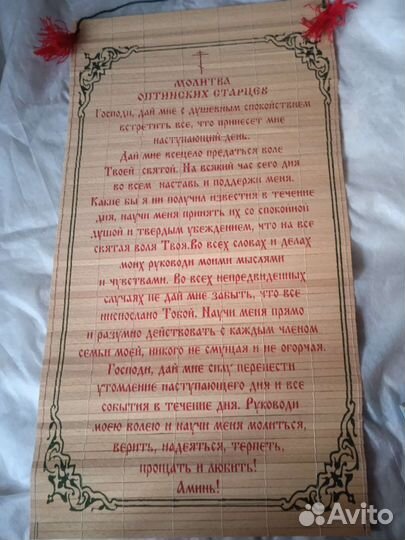 Молитва
оптинских старцев
Господи, дай мне с душевным спокойствием
встретить все, что принесет мне
наступающий день.
Дай мне всецело предаться воле
Твоей святой. На всякий час сего дня
во всем наставь и поддержи меня.
Какие бы я ни получил известия в течение
дня, научи меня принять их со спокойной
душой и твердым убеждением, что на все
святая воля Твоя.Во всех словах и делах
моих руководи моими мыслями
и чувствами. Во всех непредвиденных
случаях не дай мне забыть, что все
ниспослано Тобой. Научи меня прямо
и разумно действовать с каждым членом
семьи моей, никого не смущая и не огорчая.
Господи, дай мне силу перенести
утомление наступающего дня и все
события в течение дня. Руководи
моею волею и научи меня молиться,
верить, надеяться, терпеть,
прощать и любить!
Аминь!
Avito